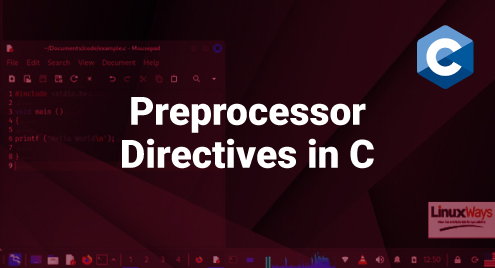 ~/Documents/code/example.c - Mousepad
File Edit Search View Document Help
1 #include
2
3 void main ()
4 {
5
6 printf ("Hello World\n");
7
8 }
9
C
Preprocessor
Directives in C
LinuxWays
1 2 3 4
12:50